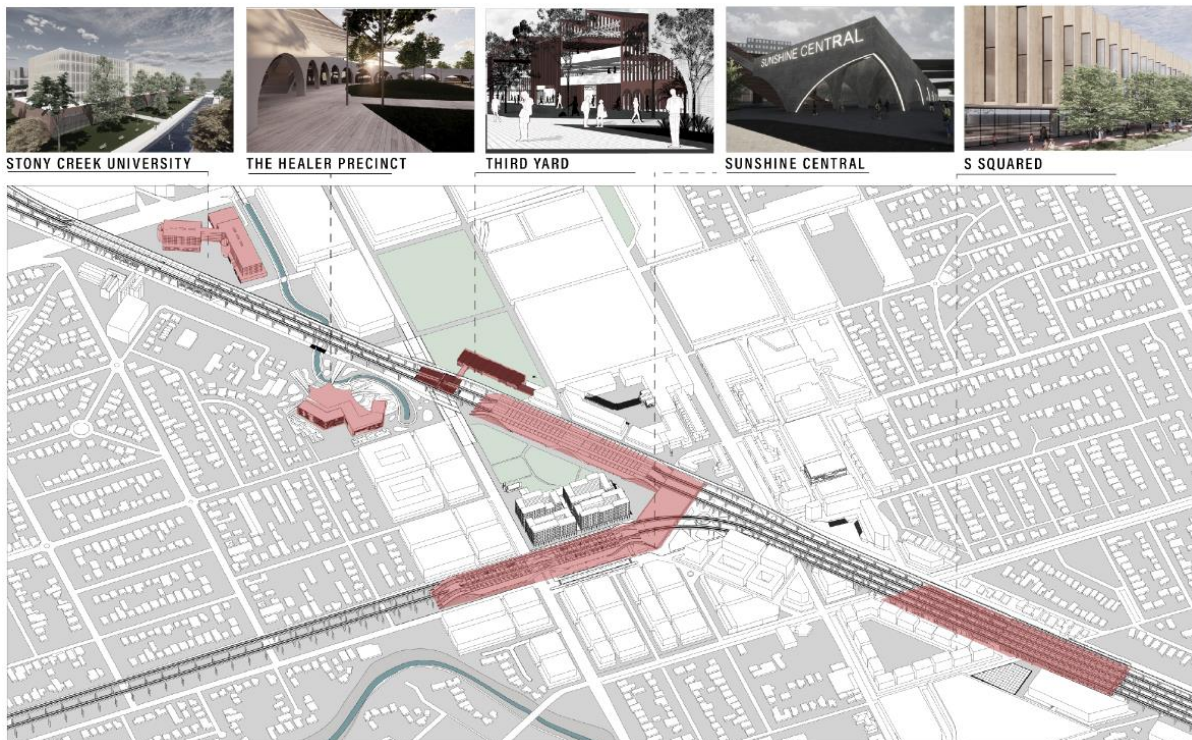 SUNSHINE CENTRAL
STONY CREEK UNIVERSITY
THE HEALER PRECINCT
THIRD YARD
SUNSHINE CENTRAL
S SQUARED